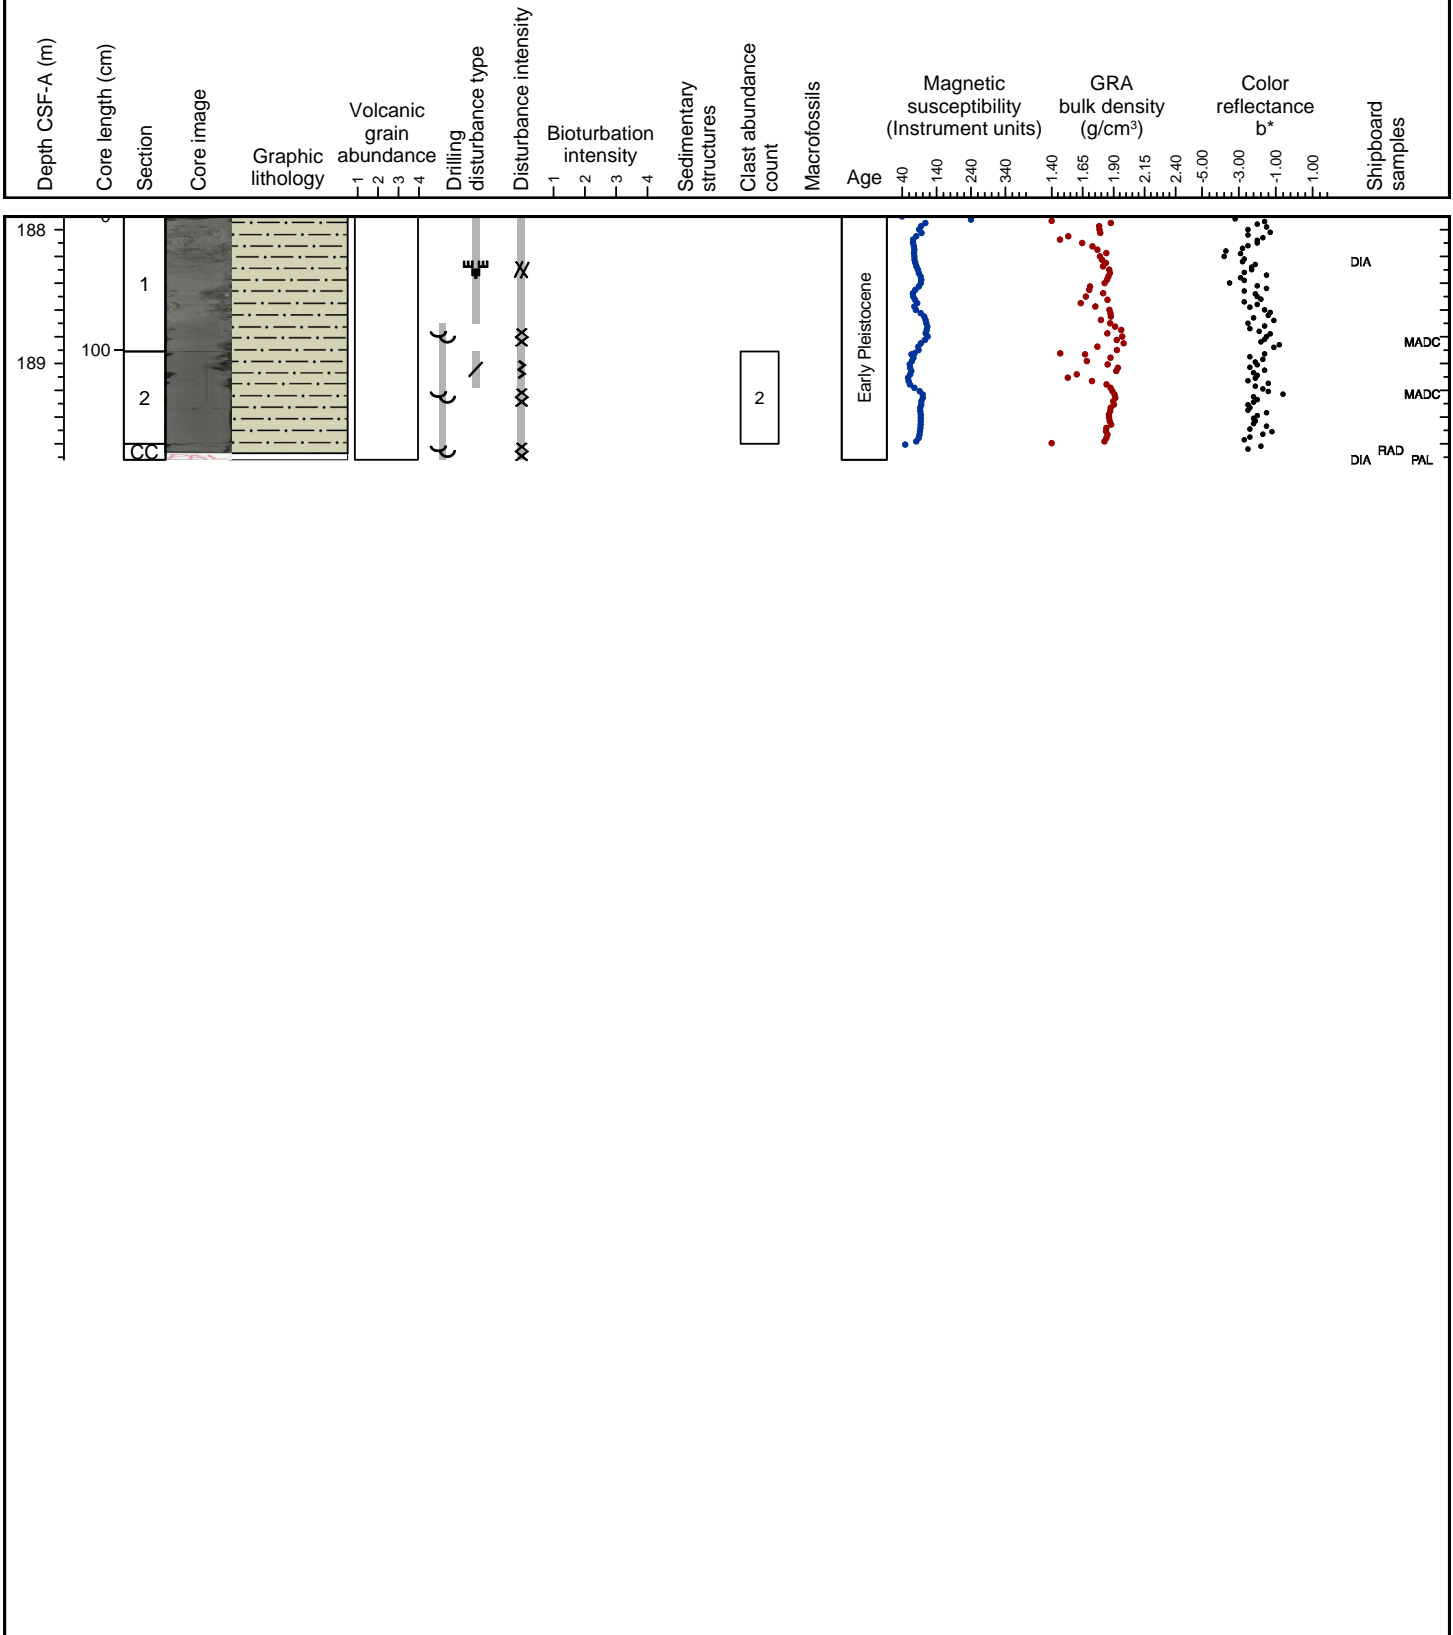 Depth CSF-A (m)
Core length (cm)
Section
Core image
Graphic
lithology
Volcanic
grain
abundance
1 2 3 4
Drilling
disturbance type
Disturbance intensity
Bioturbation
intensity
1 2 3 4
Sedimentary
structures
Clast abundance
count
Macrofossils
Age
Magnetic
susceptibility
(Instrument units)
40 140 240 340
GRA
bulk density
(g/cm³)
1.40 1.65 1.90 2.15 2.40
Color
reflectance
b*
-5.00 -3.00 -1.00 1.00
Shipboard
samples
188
189
0
100
1
2
CC
PAL
2
Early Pleistocene
DIA
MADC
MADC
RAD
DIA PAL